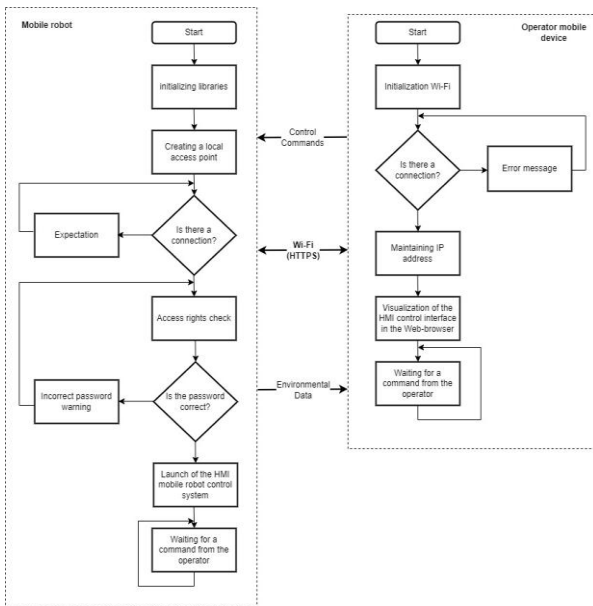 Mobile robot
Start
initializing libraries
Creating a local
access point
Is there a
connection?
Expectation
Access rights check
Is the password
correct?
Incorrect password
warning
Launch of the HMI
mobile robot control
system
Waiting for a
command from the
operator
Control
Commands
Wi-Fi
(HTTPS)
Environmental
Data
Operator mobile
device
Start
Initialization Wi-Fi
Is there a
connection?
Error message
Maintaining IP
address
Visualization of the
HMI control interface
in the Web-browser
Waiting for a
command from the
operator